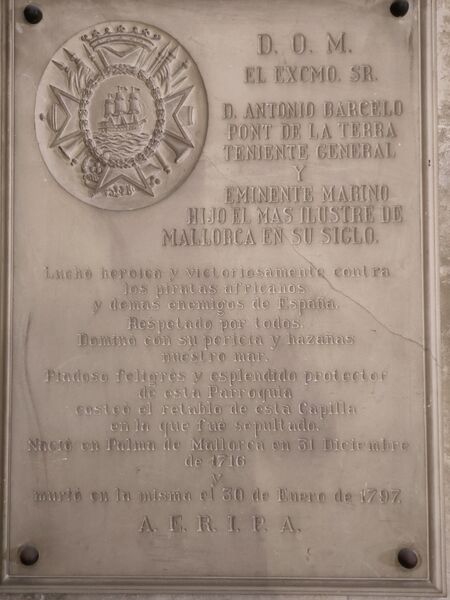 D. O. M.
EL EXCMO. SR.
D. ANTONIO BARCELO
PONT DE LA TERRA
TENIENTE GENERAL
Y
EMINENTE MARINO
HIJO EL MAS ILUSTRE DE
MALLORCA EN SU SIGLO.
Lucho heroica y victoriosamente contra
los piratas africanos
y demas enemigos de España.
Respetado por todos.
Domino con su pericia y hazañas
nuestro mar.
Piadoso feligres y esplendido protector
de esta Parroquia
costeó el retablo de esta Capilla
en la que fue sepultado.
Nació en Palma de Mallorca en 31 Diciembre
de 1716
y
murió en la misma el 30 de Enero de 1797.
A. E. R. I. P. A.